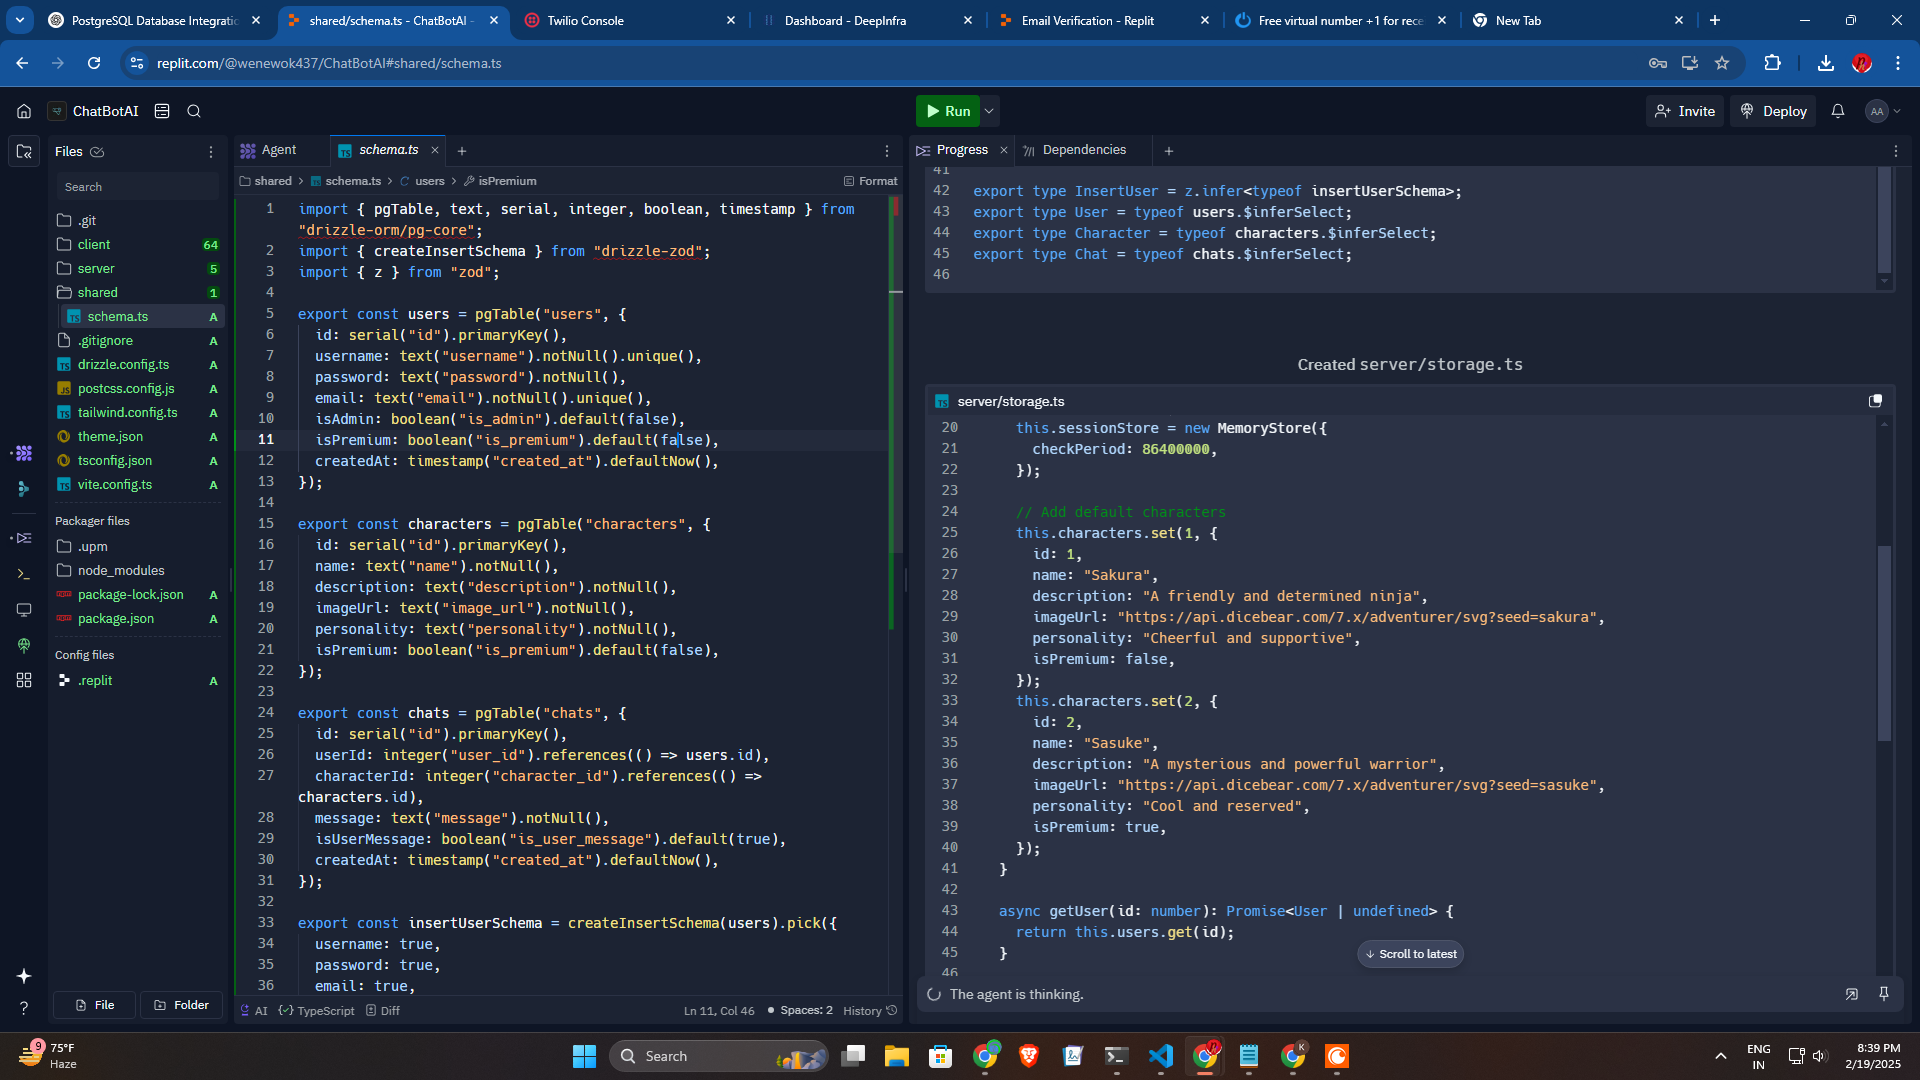 PostgreSQL Database Integratio
shared/schema.ts - ChatBotAI -
Twilio Console
Dashboard - DeepInfra
Email Verification - Replit
Free virtual number +1 for rece
New Tab
replit.com/@wenewok437/ChatBotAI#shared/schema.ts
ChatBotAI
Run
Invite
Deploy
AA
Files
Search
.git
client 64
server 5
shared 1
schema.ts A
.gitignore A
drizzle.config.ts A
postcss.config.js A
tailwind.config.ts A
theme.json A
tsconfig.json A
vite.config.ts A
Packager files
.upm
node_modules
package-lock.json A
package.json A
Config files
.replit A
File
Folder
Agent
schema.ts
shared > schema.ts > users > isPremium
Format
1 import { pgTable, text, serial, integer, boolean, timestamp } from
"drizzle-orm/pg-core";
2 import { createInsertSchema } from "drizzle-zod";
3 import { z } from "zod";
4
5 export const users = pgTable("users", {
6 id: serial("id").primaryKey(),
7 username: text("username").notNull().unique(),
8 password: text("password").notNull(),
9 email: text("email").notNull().unique(),
10 isAdmin: boolean("is_admin").default(false),
11 isPremium: boolean("is_premium").default(false),
12 createdAt: timestamp("created_at").defaultNow(),
13 });
14
15 export const characters = pgTable("characters", {
16 id: serial("id").primaryKey(),
17 name: text("name").notNull(),
18 description: text("description").notNull(),
19 imageUrl: text("image_url").notNull(),
20 personality: text("personality").notNull(),
21 isPremium: boolean("is_premium").default(false),
22 });
23
24 export const chats = pgTable("chats", {
25 id: serial("id").primaryKey(),
26 userId: integer("user_id").references(() => users.id),
27 characterId: integer("character_id").references(() =>
characters.id),
28 message: text("message").notNull(),
29 isUserMessage: boolean("is_user_message").default(true),
30 createdAt: timestamp("created_at").defaultNow(),
31 });
32
33 export const insertUserSchema = createInsertSchema(users).pick({
34 username: true,
35 password: true,
36 email: true,
AI
TypeScript
Diff
Ln 11, Col 46
Spaces: 2
History
Progress
Dependencies
41
42 export type InsertUser = z.infer<typeof insertUserSchema>;
43 export type User = typeof users.$inferSelect;
44 export type Character = typeof characters.$inferSelect;
45 export type Chat = typeof chats.$inferSelect;
46
Created server/storage.ts
server/storage.ts
20 this.sessionStore = new MemoryStore({
21 checkPeriod: 86400000,
22 });
23
24 // Add default characters
25 this.characters.set(1, {
26 id: 1,
27 name: "Sakura",
28 description: "A friendly and determined ninja",
29 imageUrl: "https://api.dicebear.com/7.x/adventurer/svg?seed=sakura",
30 personality: "Cheerful and supportive",
31 isPremium: false,
32 });
33 this.characters.set(2, {
34 id: 2,
35 name: "Sasuke",
36 description: "A mysterious and powerful warrior",
37 imageUrl: "https://api.dicebear.com/7.x/adventurer/svg?seed=sasuke",
38 personality: "Cool and reserved",
39 isPremium: true,
40 });
41 }
42
43 async getUser(id: number): Promise<User | undefined> {
44 return this.users.get(id);
45 }
46
Scroll to latest
The agent is thinking.
9
75°F
Haze
Search
ENG
IN
8:39 PM
2/19/2025